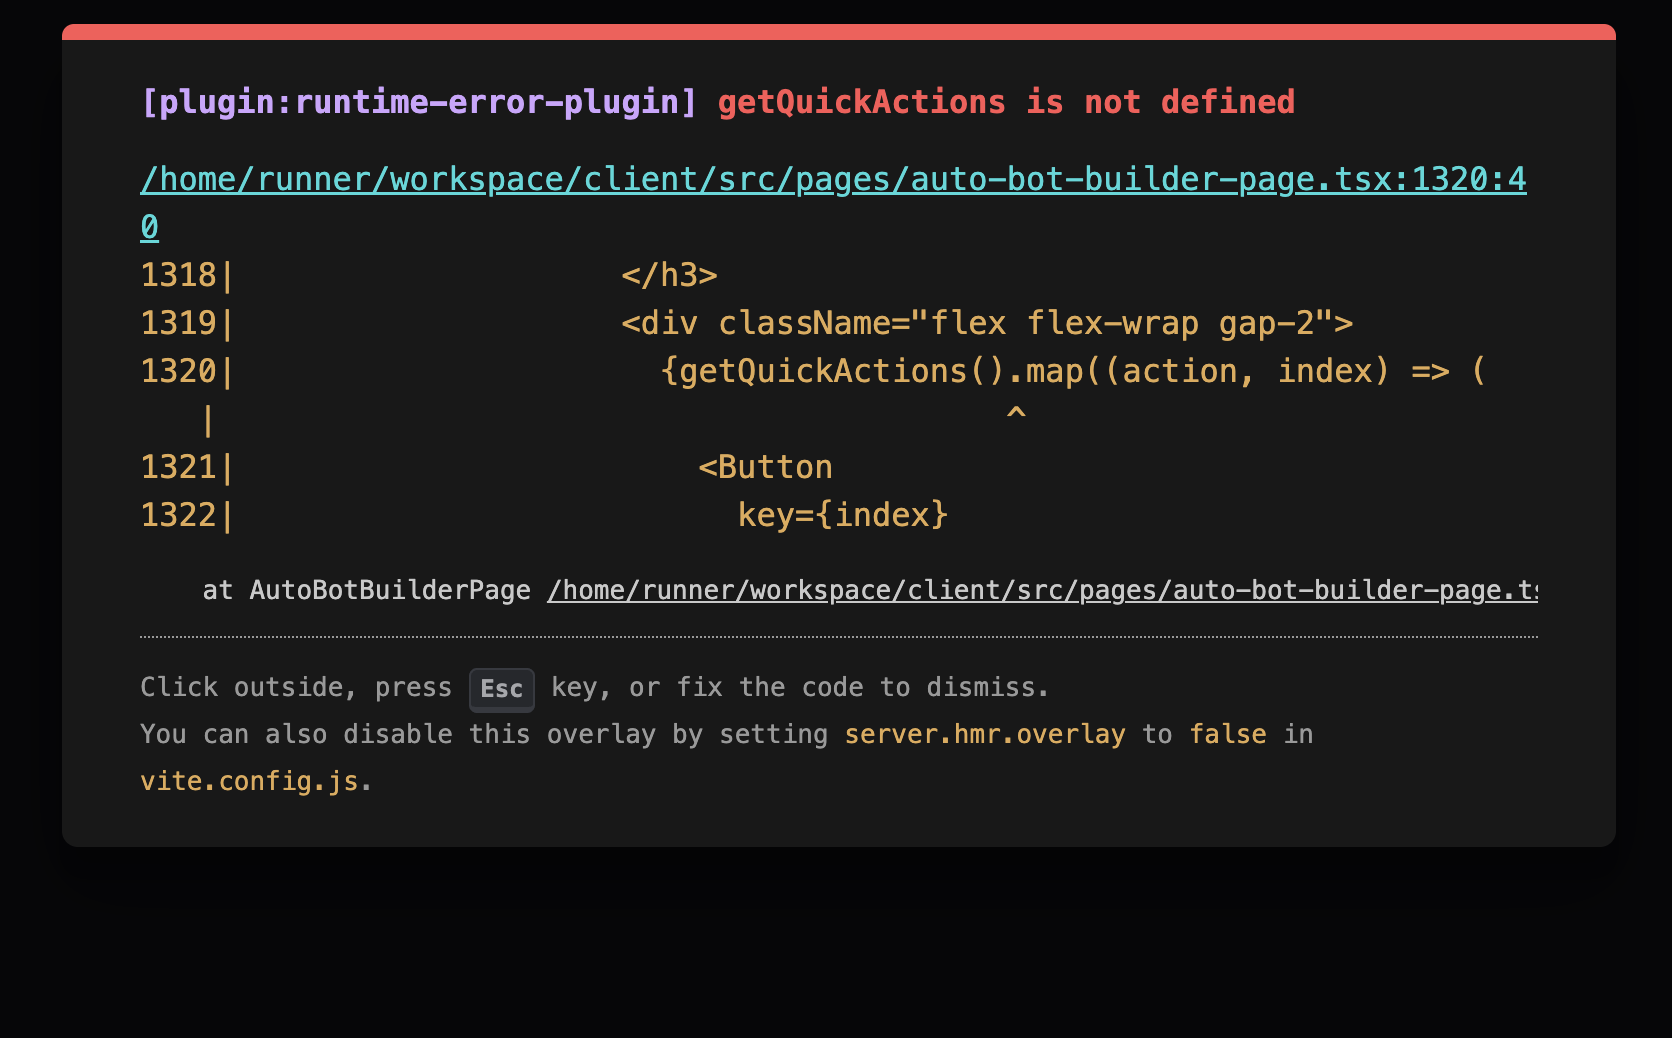 [plugin:runtime-error-plugin] getQuickActions is not defined
/home/runner/workspace/client/src/pages/auto-bot-builder-page.tsx:1320:4
0
1318|                    </h3>
1319|                    <div className="flex flex-wrap gap-2">
1320|                      {getQuickActions().map((action, index) => (
   |                                         ^
1321|                        <Button
1322|                          key={index}
    at AutoBotBuilderPage /home/runner/workspace/client/src/pages/auto-bot-builder-page.ts
Click outside, press Esc key, or fix the code to dismiss.
You can also disable this overlay by setting server.hmr.overlay to false in
vite.config.js.